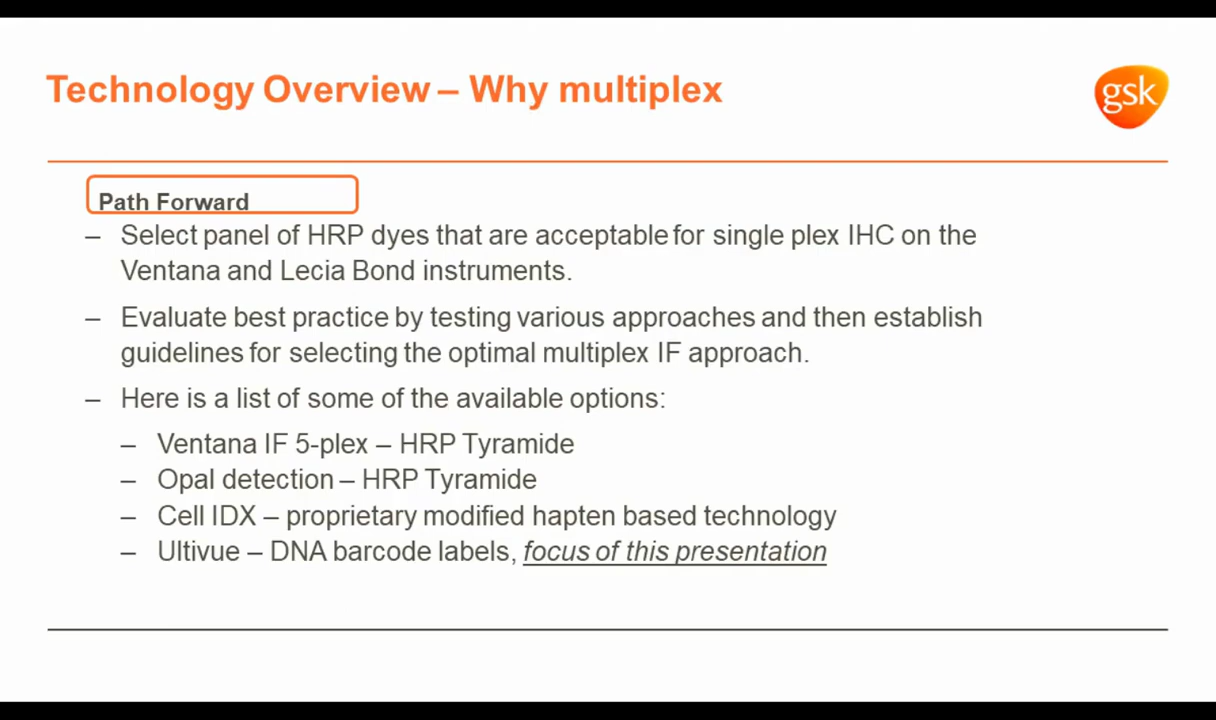 Technology Overview – Why multiplex
gsk
Path Forward
– Select panel of HRP dyes that are acceptable for single plex IHC on the
Ventana and Lecia Bond instruments.
– Evaluate best practice by testing various approaches and then establish
guidelines for selecting the optimal multiplex IF approach.
– Here is a list of some of the available options:
– Ventana IF 5-plex – HRP Tyramide
– Opal detection – HRP Tyramide
– Cell IDX – proprietary modified hapten based technology
– Ultivue – DNA barcode labels, focus of this presentation